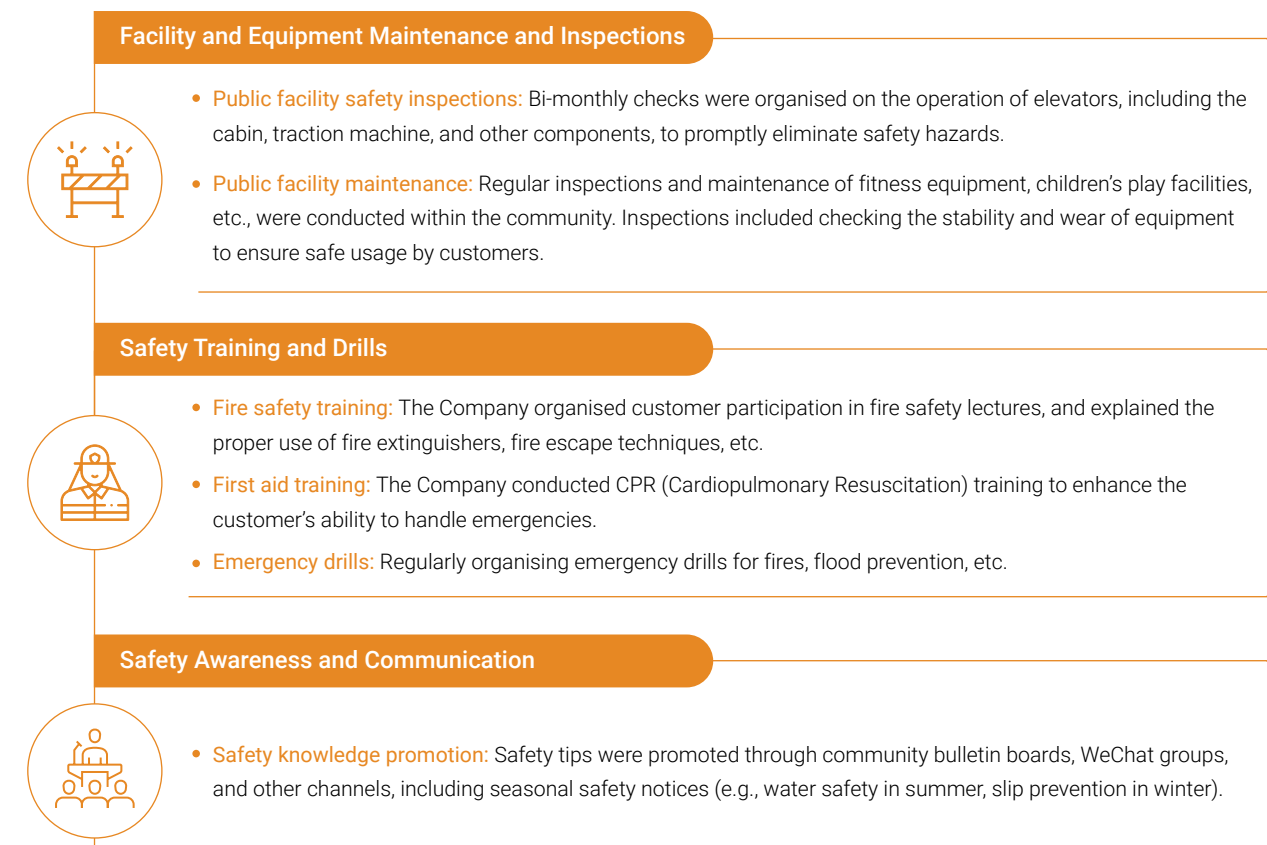 Facility and Equipment Maintenance and Inspections
• Public facility safety inspections: Bi-monthly checks were organised on the operation of elevators, including the
cabin, traction machine, and other components, to promptly eliminate safety hazards.
• Public facility maintenance: Regular inspections and maintenance of fitness equipment, children’s play facilities,
etc., were conducted within the community. Inspections included checking the stability and wear of equipment
to ensure safe usage by customers.
Safety Training and Drills
• Fire safety training: The Company organised customer participation in fire safety lectures, and explained the
proper use of fire extinguishers, fire escape techniques, etc.
• First aid training: The Company conducted CPR (Cardiopulmonary Resuscitation) training to enhance the
customer’s ability to handle emergencies.
• Emergency drills: Regularly organising emergency drills for fires, flood prevention, etc.
Safety Awareness and Communication
• Safety knowledge promotion: Safety tips were promoted through community bulletin boards, WeChat groups,
and other channels, including seasonal safety notices (e.g., water safety in summer, slip prevention in winter).